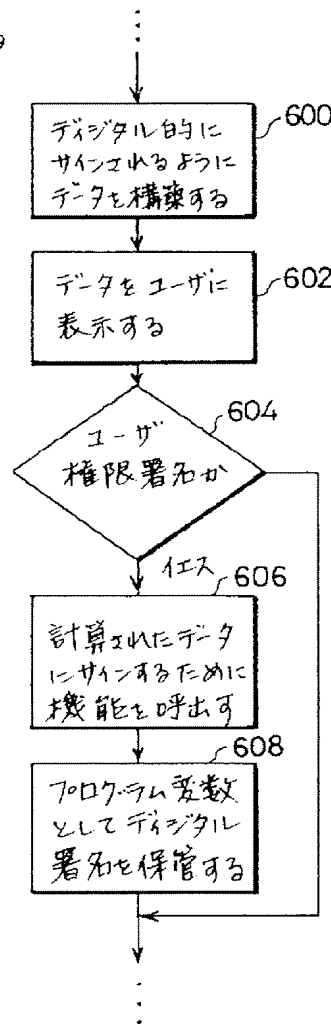 600
ディジタル的に
サインされるように
データを構築する
602
データをユーザに
表示する
604
ユーザ
権限署名か
イエス
606
計算されたデータ
にサインするために
機能を呼出す
608
プログラム変数
としてディジタル
署名を保管する